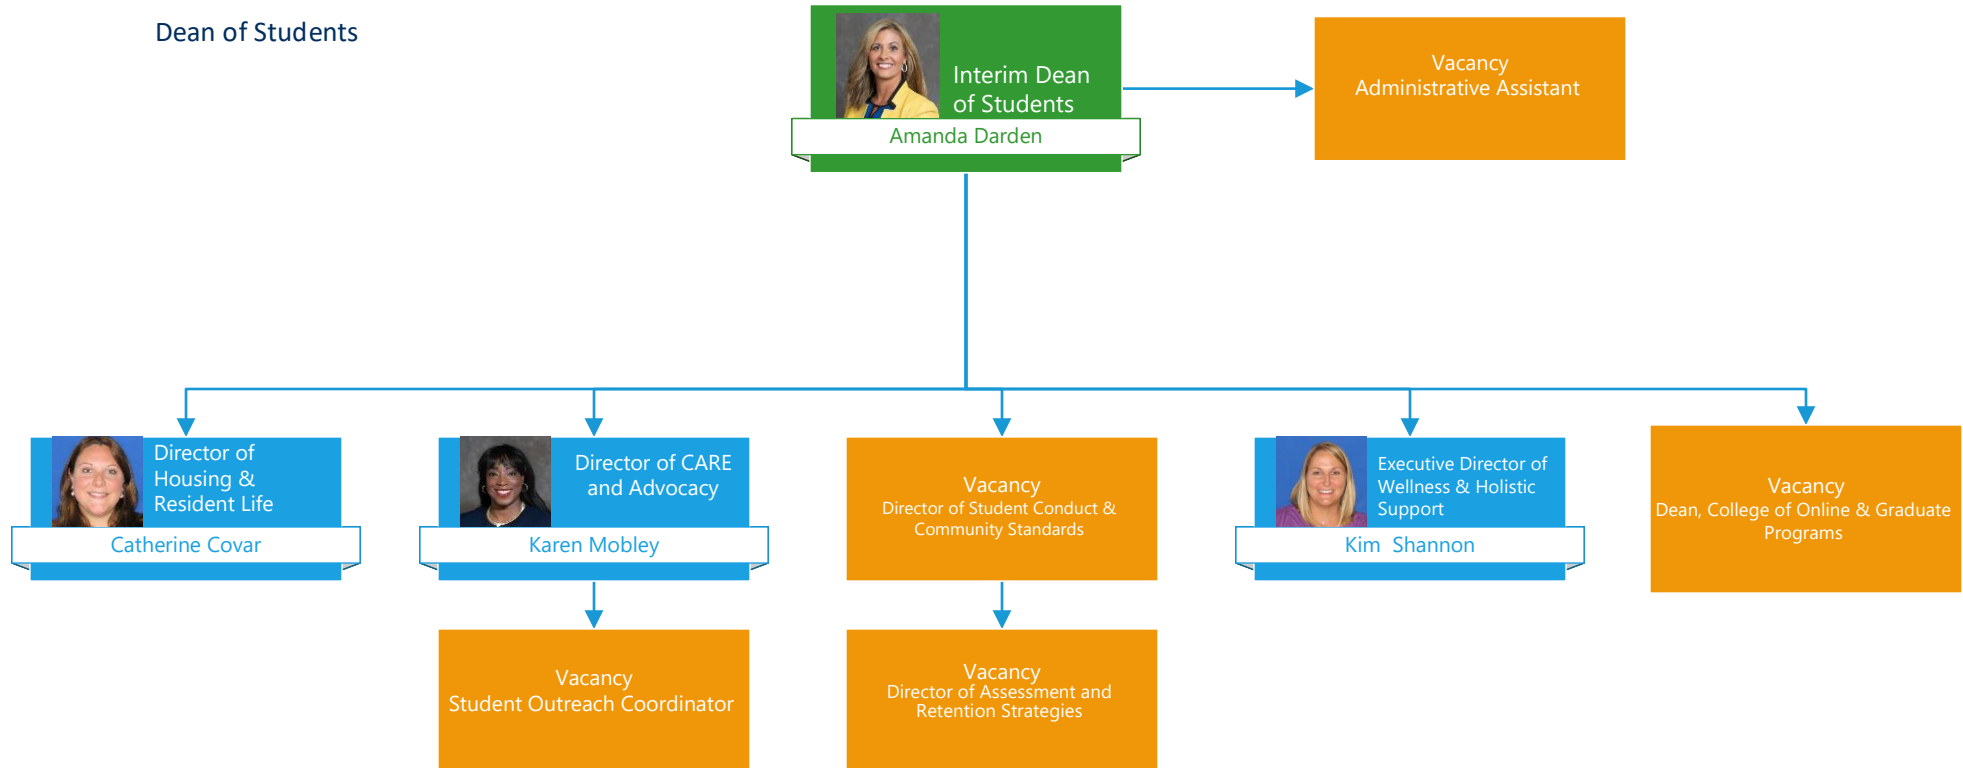 Dean of Students
Interim Dean
of Students
Amanda Darden
Vacancy
Administrative Assistant
Director of
Housing &
Resident Life
Catherine Covar
Director of CARE
and Advocacy
Karen Mobley
Vacancy
Director of Student Conduct &
Community Standards
Executive Director of
Wellness & Holistic
Support
Kim  Shannon
Vacancy
Dean, College of Online & Graduate
Programs
Vacancy
Student Outreach Coordinator
Vacancy
Director of Assessment and
Retention Strategies